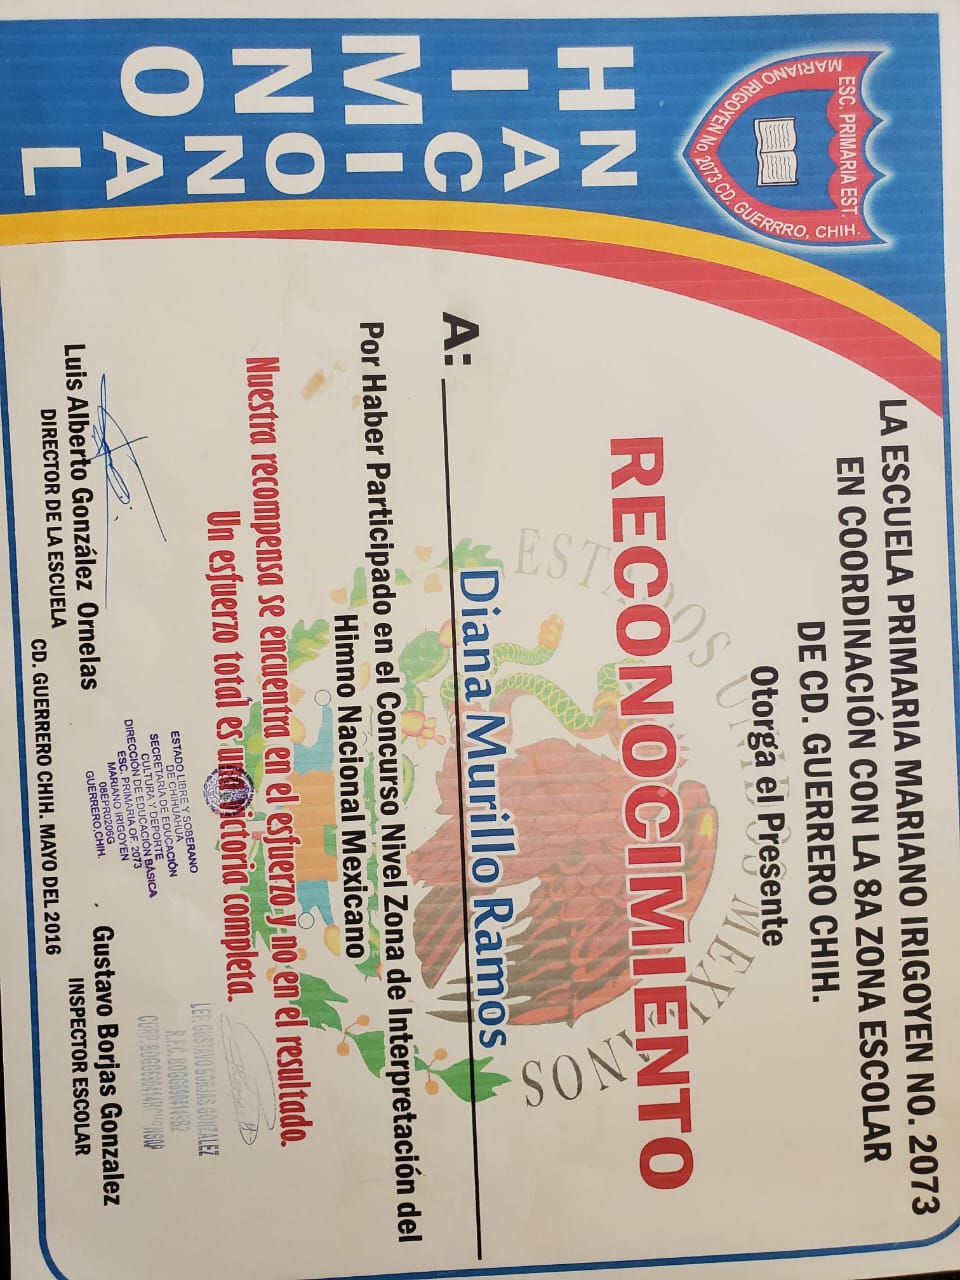 HIMNO
NACIONAL
MEXICANO
ESC. PRIMARIA EST.
MARIANO IRIGOYEN No. 2073 CD. GUERRRO, CHIH.
LA ESCUELA PRIMARIA MARIANO IRIGOYEN NO. 2073
EN COORDINACIÓN CON LA 8A ZONA ESCOLAR
DE CD. GUERRERO CHIH.
Otorga el Presente
RECONOCIMIENTO
ESTADOS UNIDOS MEXICANOS
A: Diana Murillo Ramos
Por Haber Participado en el Concurso Nivel Zona de Interpretación del
Himno Nacional Mexicano
Nuestra recompensa se encuentra en el esfuerzo y no en el resultado.
Un esfuerzo total es una victoria completa.
Luis Alberto González Ornelas
DIRECTOR DE LA ESCUELA
ESTADO LIBRE Y SOBERANO
DE CHIHUAHUA
SECRETARIA DE EDUCACIÓN
CULTURA Y DEPORTE
DIRECCIÓN DE EDUCACIÓN BÁSICA
ESC. PRIMARIA OF. 2073
MARIANO IRIGOYEN
08EPR0206G
GUERRERO,CHIH.
LEP. GUSTAVO BORJAS GONZALEZ
Gustavo Borjas Gonzalez
INSPECTOR ESCOLAR
CD. GUERRERO CHIH. MAYO DEL 2016